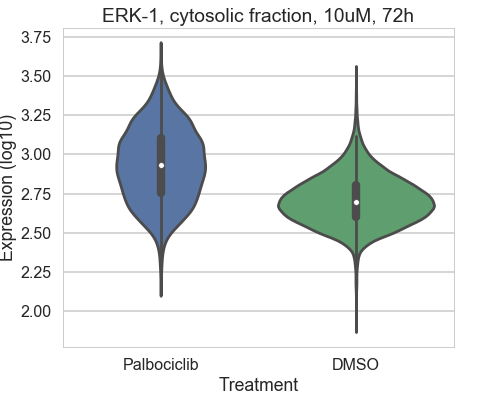 ERK-1, cytosolic fraction, 10uM, 72h
Expression (log10)
3.75
3.50
3.25
3.00
2.75
2.50
2.25
2.00
Palbociclib
DMSO
Treatment